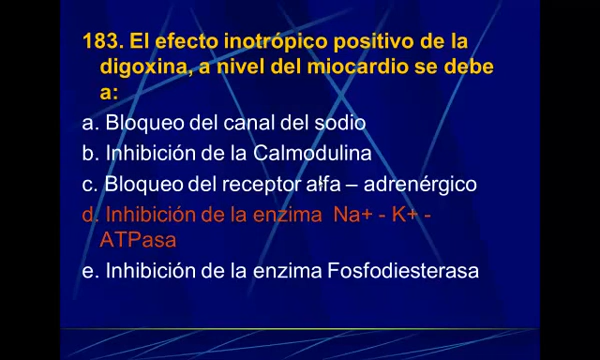 183. El efecto inotrópico positivo de la
digoxina, a nivel del miocardio se debe
a:
a. Bloqueo del canal del sodio
b. Inhibición de la Calmodulina
c. Bloqueo del receptor alfa – adrenérgico
d. Inhibición de la enzima Na+ - K+ -
ATPasa
e. Inhibición de la enzima Fosfodiesterasa